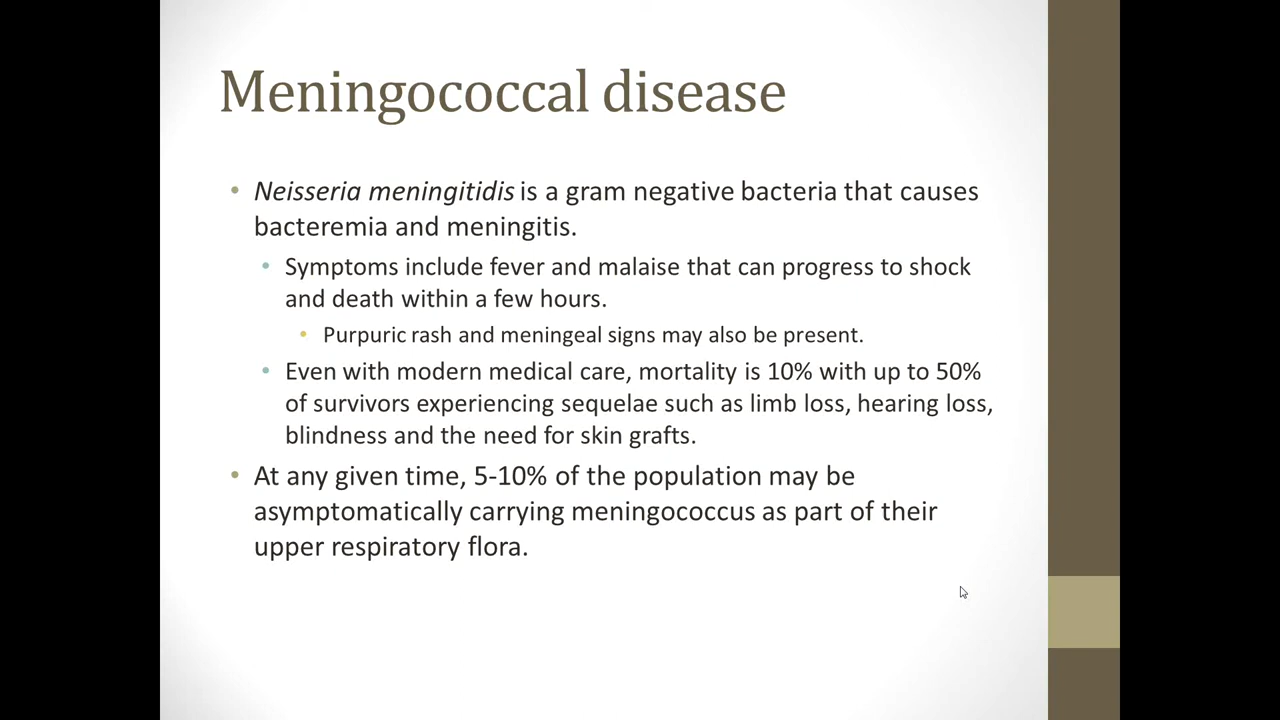 Meningococcal disease
• Neisseria meningitidis is a gram negative bacteria that causes
bacteremia and meningitis.
• Symptoms include fever and malaise that can progress to shock
and death within a few hours.
• Purpuric rash and meningeal signs may also be present.
• Even with modern medical care, mortality is 10% with up to 50%
of survivors experiencing sequelae such as limb loss, hearing loss,
blindness and the need for skin grafts.
• At any given time, 5-10% of the population may be
asymptomatically carrying meningococcus as part of their
upper respiratory flora.